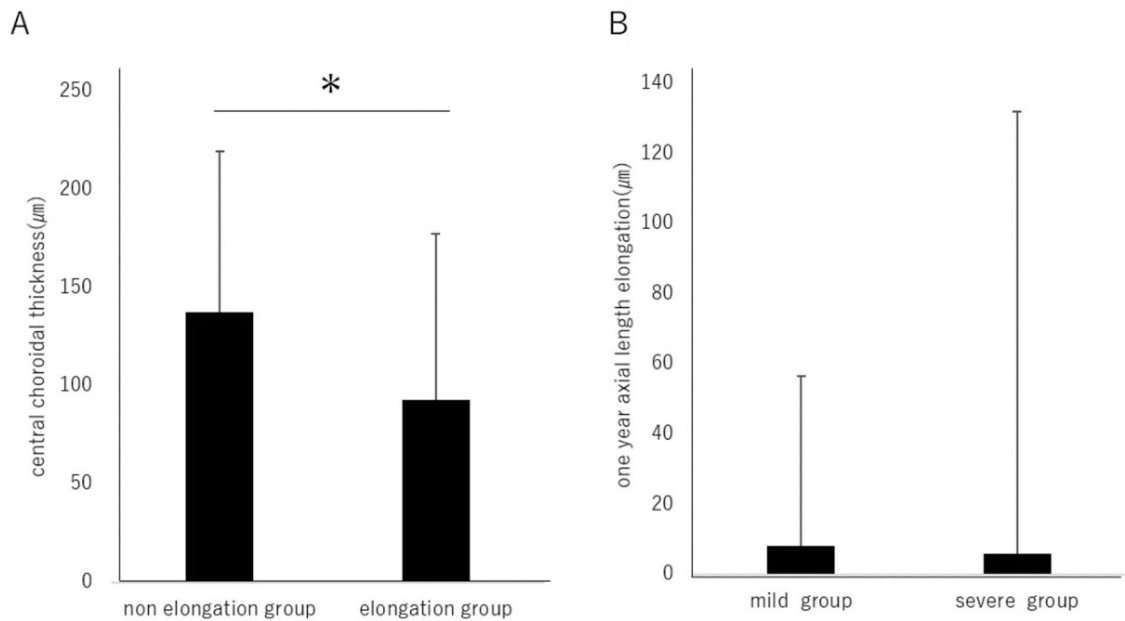 A
central choroidal thickness(㎛)
250
200
150
100
50
0
*
non elongation group
elongation group
B
one year axial length elongation(㎛)
140
120
100
80
60
40
20
0
mild group
severe group